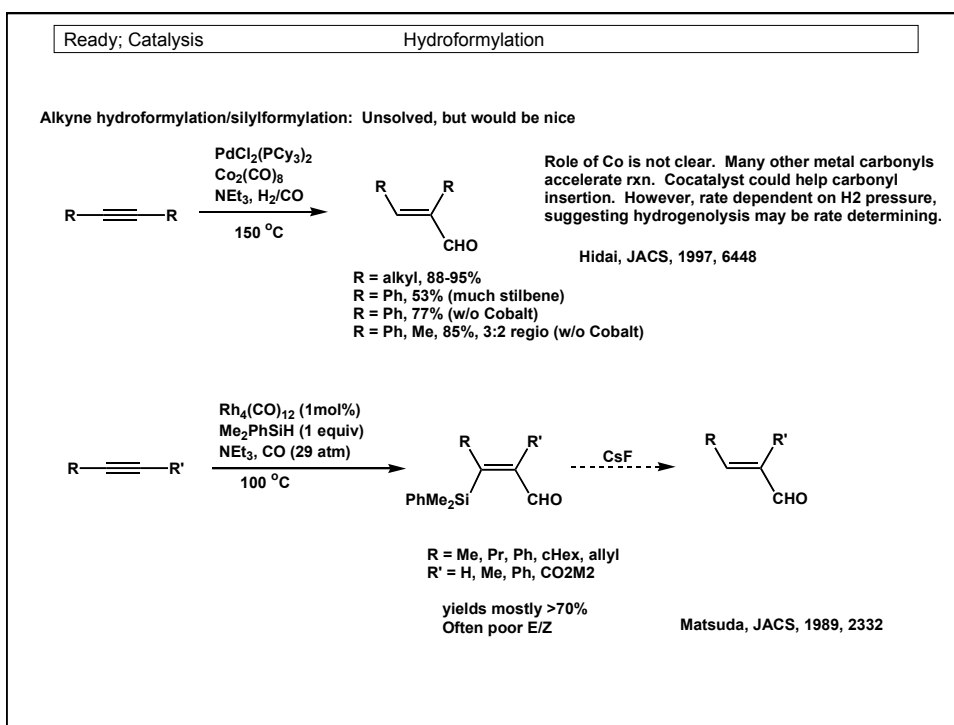 Ready; Catalysis Hydroformylation
Alkyne hydroformylation/silylformylation: Unsolved, but would be nice
PdCl2(PCy3)2
Co2(CO)8
NEt3, H2/CO
150 °C
R R
R R
CHO
Role of Co is not clear. Many other metal carbonyls
accelerate rxn. Cocatalyst could help carbonyl
insertion. However, rate dependent on H2 pressure,
suggesting hydrogenolysis may be rate determining.
Hidai, JACS, 1997, 6448
R = alkyl, 88-95%
R = Ph, 53% (much stilbene)
R = Ph, 77% (w/o Cobalt)
R = Ph, Me, 85%, 3:2 regio (w/o Cobalt)
Rh4(CO)12 (1mol%)
Me2PhSiH (1 equiv)
NEt3, CO (29 atm)
100 °C
R R'
R R'
PhMe2Si CHO
CsF
R R'
CHO
R = Me, Pr, Ph, cHex, allyl
R' = H, Me, Ph, CO2M2
yields mostly >70%
Often poor E/Z
Matsuda, JACS, 1989, 2332